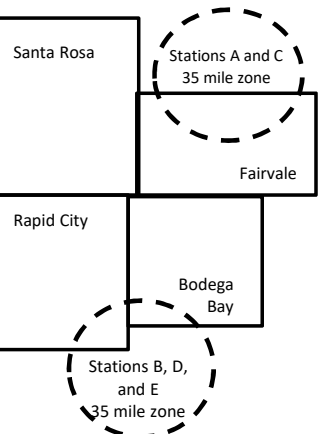 Santa Rosa
Stations A and C
35 mile zone
Fairvale
Rapid City
Bodega
Bay
Stations B, D,
and E
35 mile zone